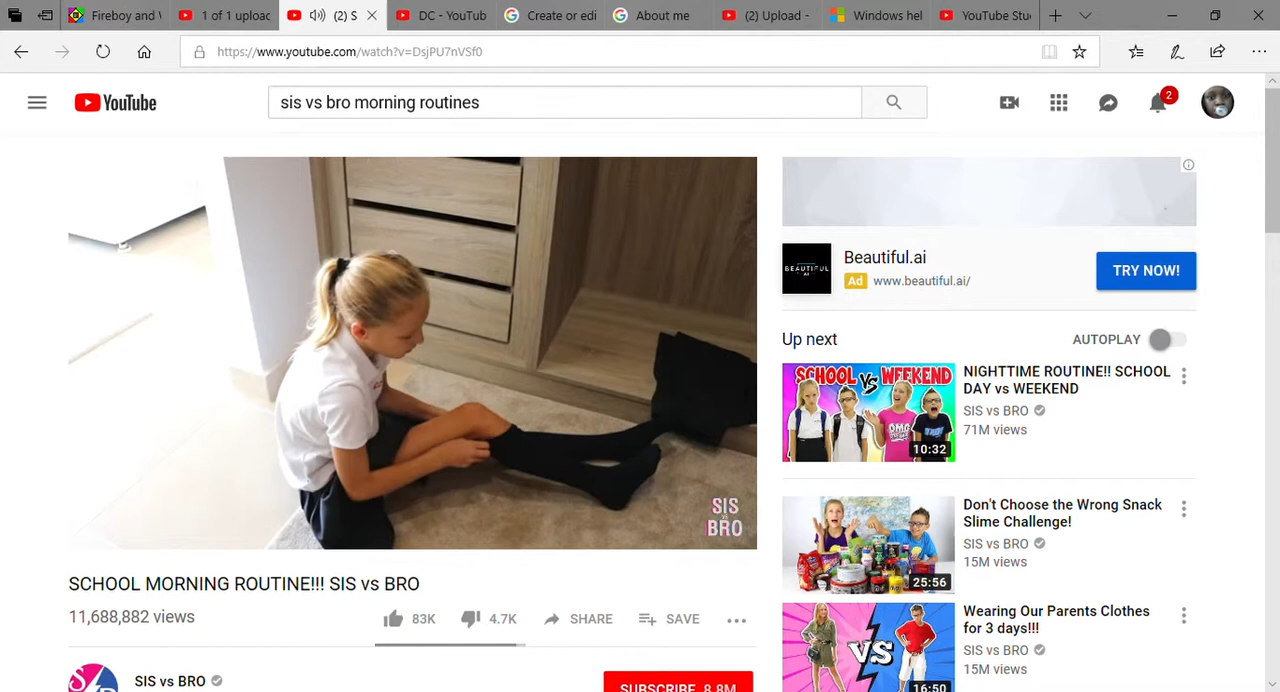 Fireboy and W
1 of 1 upload
(2) S
DC - YouTub
Create or edi
About me
(2) Upload -
Windows hel
YouTube Stu
https://www.youtube.com/watch?v=DsjPU7nVSf0
YouTube
sis vs bro morning routines
2
BEAUTIFUL
AI
Beautiful.ai
Ad www.beautiful.ai/
TRY NOW!
Up next
AUTOPLAY
SCHOOL VS WEEKEND
OMG
10:32
NIGHTTIME ROUTINE!! SCHOOL
DAY vs WEEKEND
SIS vs BRO
71M views
25:56
Don't Choose the Wrong Snack
Slime Challenge!
SIS vs BRO
15M views
VS
16:50
Wearing Our Parents Clothes
for 3 days!!!
SIS vs BRO
15M views
SIS
vs
BRO
SCHOOL MORNING ROUTINE!!! SIS vs BRO
11,688,882 views
83K
4.7K
SHARE
SAVE
SIS vs BRO
SUBSCRIBE 8.8M